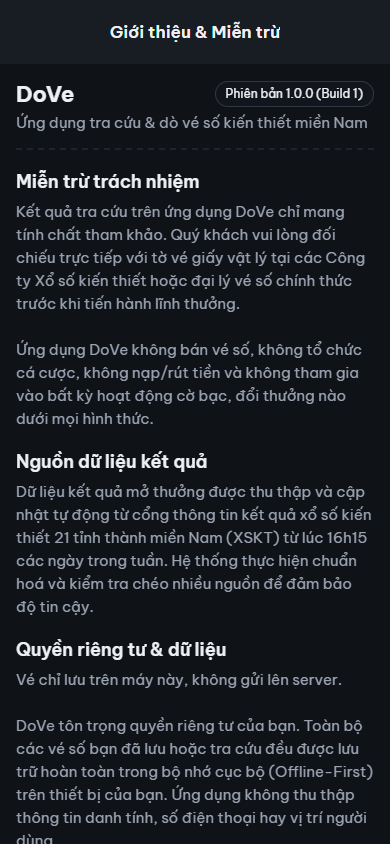 Giới thiệu & Miễn trừ
DoVe
Phiên bản 1.0.0 (Build 1)
Ứng dụng tra cứu & dò vé số kiến thiết miền Nam
Miễn trừ trách nhiệm
Kết quả tra cứu trên ứng dụng DoVe chỉ mang
tính chất tham khảo. Quý khách vui lòng đối
chiếu trực tiếp với tờ vé giấy vật lý tại các Công
ty Xổ số kiến thiết hoặc đại lý vé số chính thức
trước khi tiến hành lĩnh thưởng.
Ứng dụng DoVe không bán vé số, không tổ chức
cá cược, không nạp/rút tiền và không tham gia
vào bất kỳ hoạt động cờ bạc, đổi thưởng nào
dưới mọi hình thức.
Nguồn dữ liệu kết quả
Dữ liệu kết quả mở thưởng được thu thập và cập
nhật tự động từ cổng thông tin kết quả xổ số kiến
thiết 21 tỉnh thành miền Nam (XSKT) từ lúc 16h15
các ngày trong tuần. Hệ thống thực hiện chuẩn
hoá và kiểm tra chéo nhiều nguồn để đảm bảo
độ tin cậy.
Quyền riêng tư & dữ liệu
Vé chỉ lưu trên máy này, không gửi lên server.
DoVe tôn trọng quyền riêng tư của bạn. Toàn bộ
các vé số bạn đã lưu hoặc tra cứu đều được lưu
trữ hoàn toàn trong bộ nhớ cục bộ (Offline-First)
trên thiết bị của bạn. Ứng dụng không thu thập
thông tin danh tính, số điện thoại hay vị trí người
dùng